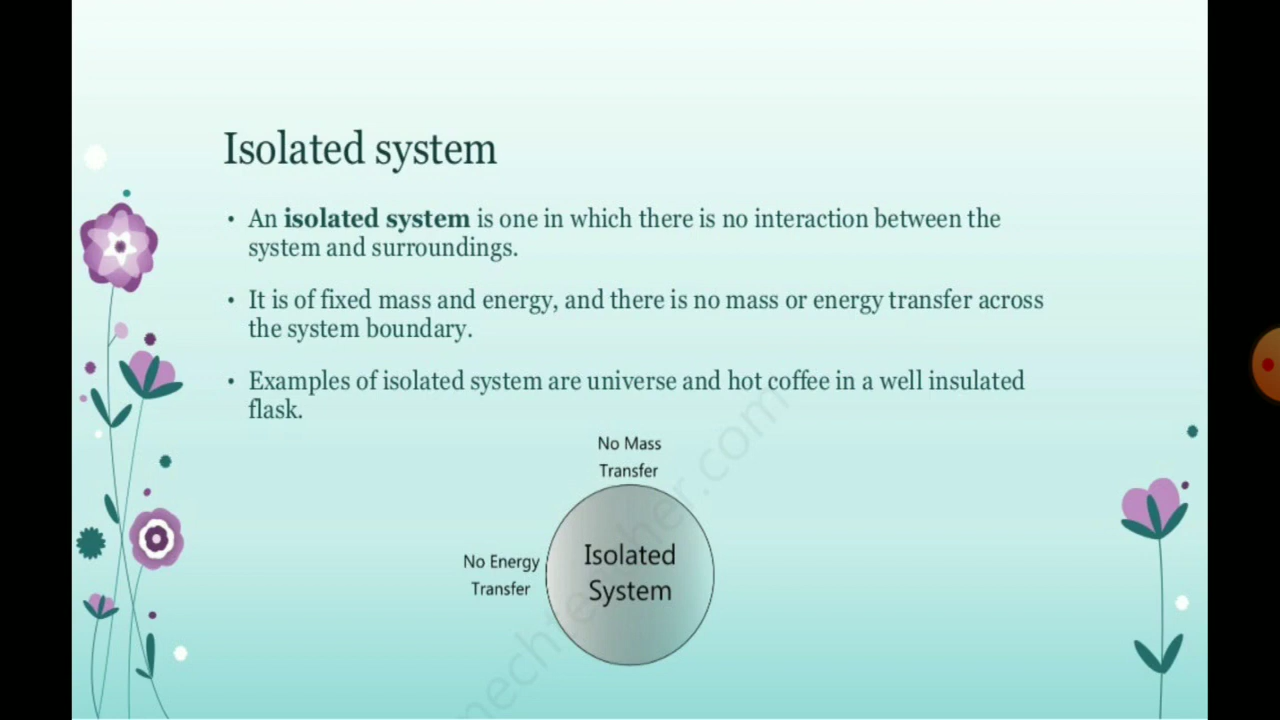 Isolated system
• An isolated system is one in which there is no interaction between the
system and surroundings.
• It is of fixed mass and energy, and there is no mass or energy transfer across
the system boundary.
• Examples of isolated system are universe and hot coffee in a well insulated
flask.
No Mass
Transfer
No Energy
Transfer
Isolated
System